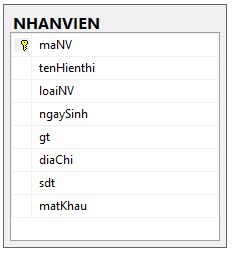 NHANVIEN
maNV
tenHienthi
loaiNV
ngaySinh
gt
diaChi
sdt
matKhau